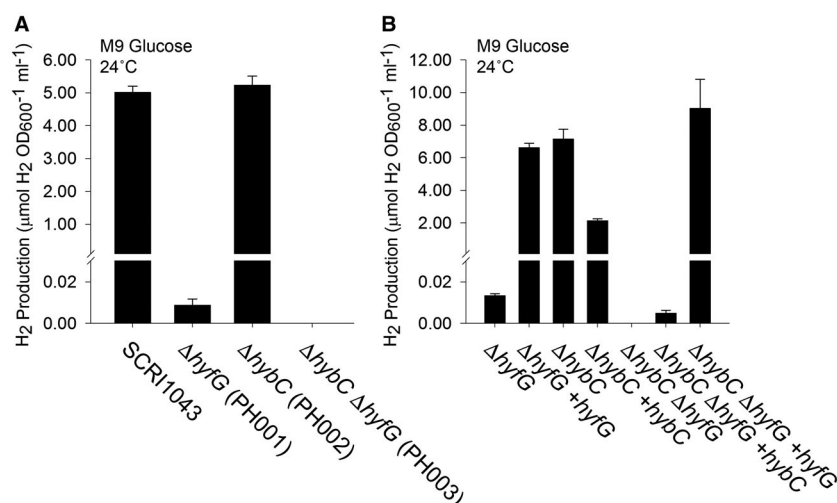 A
M9 Glucose
24˚C
H2 Production (µmol H2 OD600-1 ml-1)
6.00
5.00
4.00
3.00
2.00
1.00
0.02
0.00
SCRI1043
ΔhyfG (PH001)
ΔhybC (PH002)
ΔhybC ΔhyfG (PH003)
B
M9 Glucose
24˚C
H2 Production (µmol H2 OD600-1 ml-1)
12.00
10.00
8.00
6.00
4.00
2.00
0.02
0.00
ΔhyfG
ΔhyfG +hyfG
ΔhybC
ΔhybC +hybC
ΔhybC ΔhyfG
ΔhybC ΔhyfG +hybC
ΔhybC ΔhyfG +hyfG